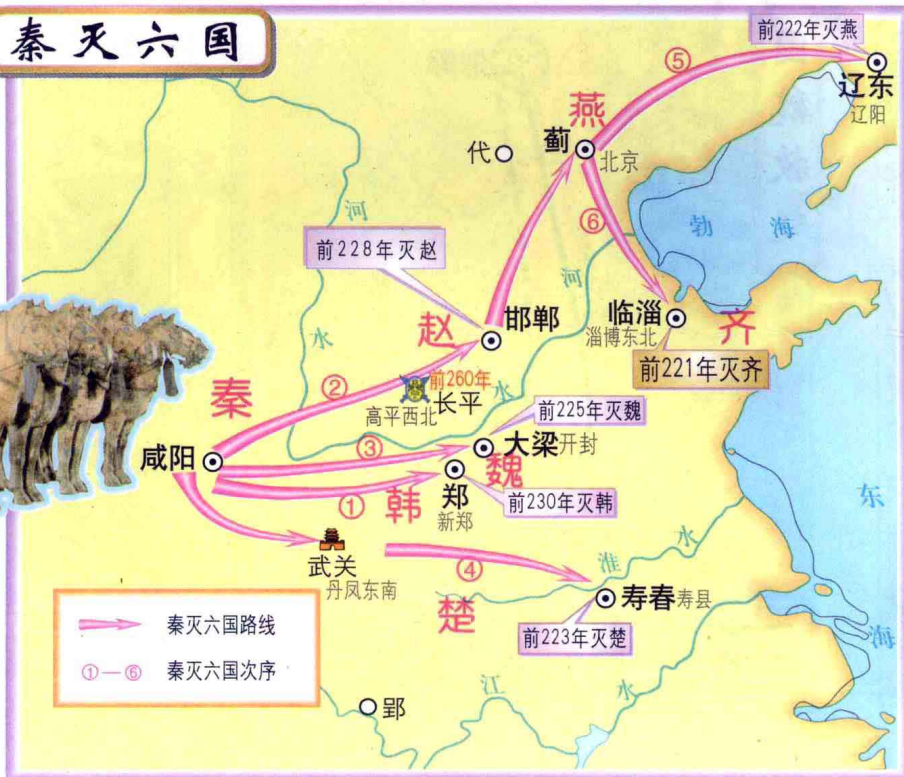 秦灭六国
前222年灭燕
⑤
辽东
辽阳
燕
代
蓟
北京
⑥
河
渤海
前228年灭赵
河
水
赵
邯郸
临淄
淄博东北
齐
前221年灭齐
②
前260年
长平
高平西北
水
秦
前225年灭魏
咸阳
③
大梁
开封
魏
①
韩
郑
新郑
前230年灭韩
东海
武关
丹凤东南
④
淮水
楚
寿春
寿县
前223年灭楚
秦灭六国路线
①—⑥ 秦灭六国次序
郢
江水